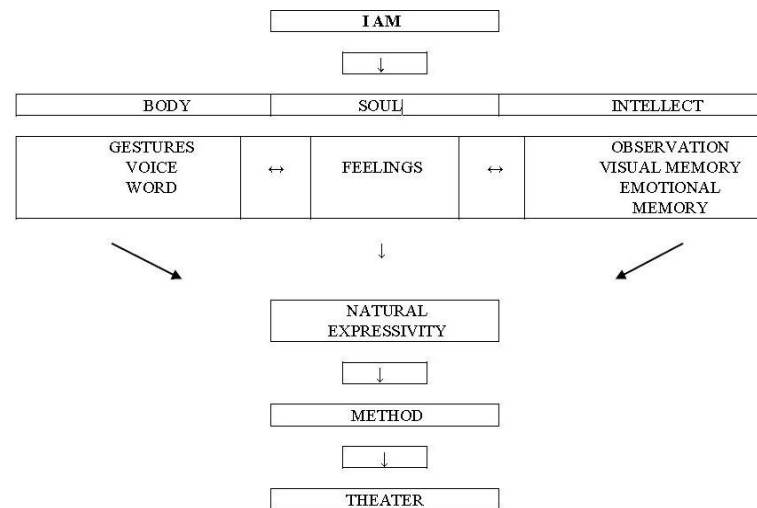 I AM
↓
BODY SOUL INTELLECT
GESTURES OBSERVATION
VOICE ↔ FEELINGS ↔ VISUAL MEMORY
WORD EMOTIONAL
MEMORY
↓
NATURAL
EXPRESSIVITY
↓
METHOD
↓
THEATER